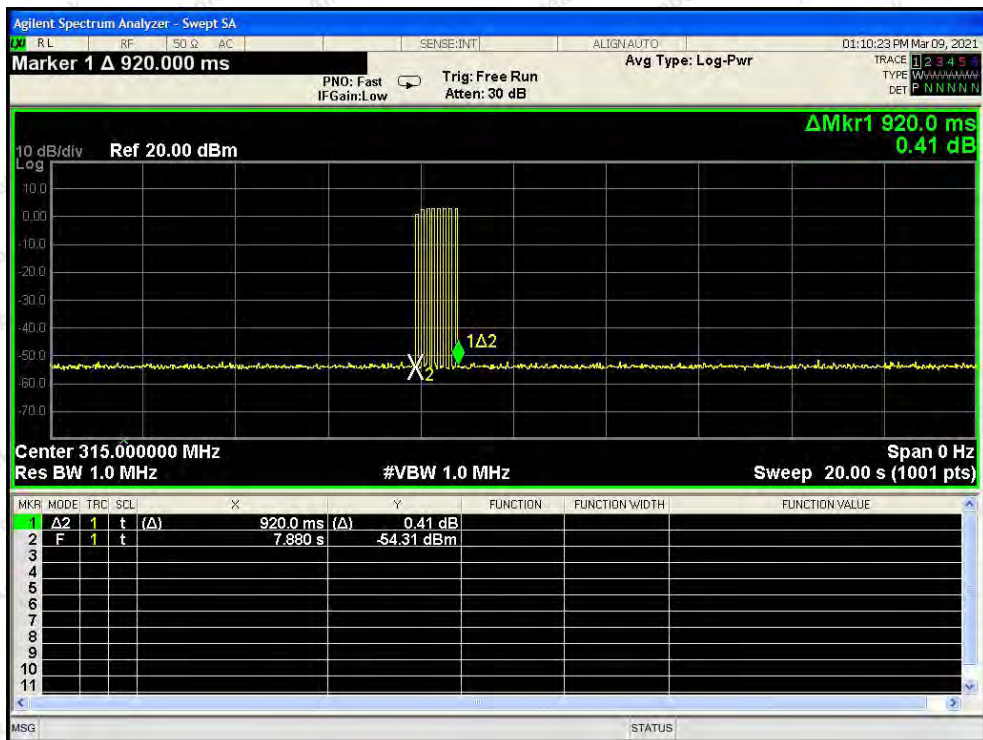 Agilent Spectrum Analyzer - Swept SA
LXI RL RF 50 Ω AC SENSE:INT ALIGN AUTO 01:10:23 PM Mar 09, 2021
Marker 1 Δ 920.000 ms Avg Type: Log-Pwr TRACE 1 2 3 4 5 6
PNO: Fast Trig: Free Run TYPE WWWWWW
IFGain:Low Atten: 30 dB DET P N N N N N
ΔMkr1 920.0 ms
10 dB/div Ref 20.00 dBm 0.41 dB
Log
10.0
0.00
-10.0
-20.0
-30.0
-40.0
1Δ2
-50.0
X2
-60.0
-70.0
Center 315.000000 MHz Span 0 Hz
Res BW 1.0 MHz #VBW 1.0 MHz Sweep 20.00 s (1001 pts)
MKR MODE TRC SCL X Y FUNCTION FUNCTION WIDTH FUNCTION VALUE
1 Δ2 1 t (Δ) 920.0 ms (Δ) 0.41 dB
2 F 1 t 7.880 s -54.31 dBm
3
4
5
6
7
8
9
10
11
MSG STATUS